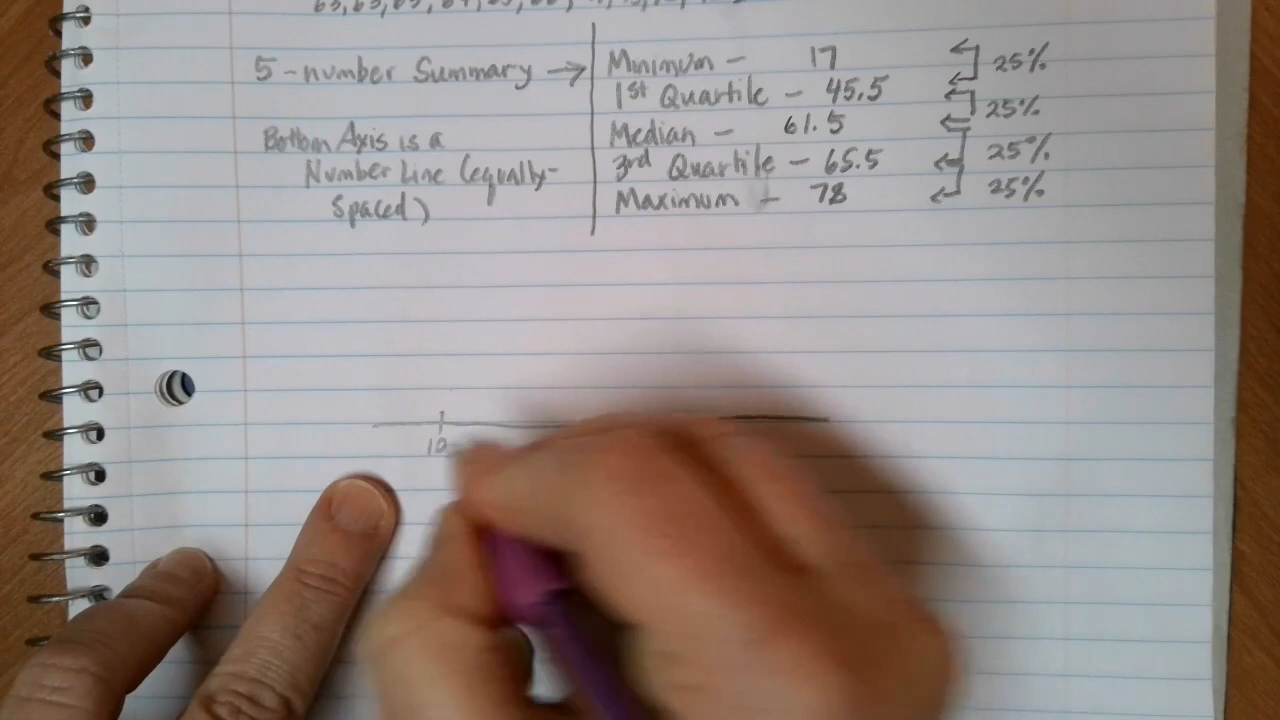 5-number Summary →
Minimum - 17
25%
1st Quartile - 45.5
25%
Median - 61.5
25%
3rd Quartile - 65.5
25%
Maximum - 78
Bottom Axis is a
Number Line (equally-
Spaced)
10